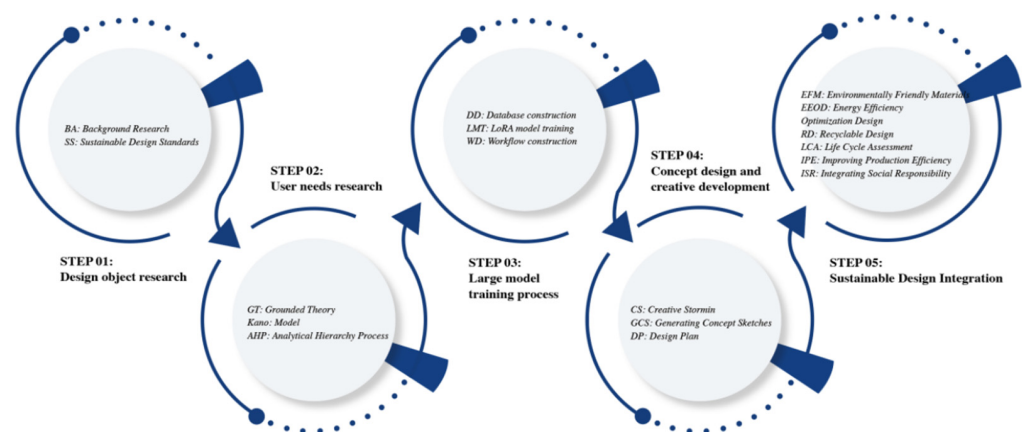 BA: Background Research
SS: Sustainable Design Standards
STEP 01:
Design object research
STEP 02:
User needs research
GT: Grounded Theory
Kano: Model
AHP: Analytical Hierarchy Process
DD: Database construction
LMT: LoRA model training
WD: Workflow construction
STEP 03:
Large model
training process
STEP 04:
Concept design and
creative development
CS: Creative Stormin
GCS: Generating Concept Sketches
DP: Design Plan
EFM: Environmentally Friendly Materials
EEOD: Energy Efficiency
Optimization Design
RD: Recyclable Design
LCA: Life Cycle Assessment
IPE: Improving Production Efficiency
ISR: Integrating Social Responsibility
STEP 05:
Sustainable Design Integration